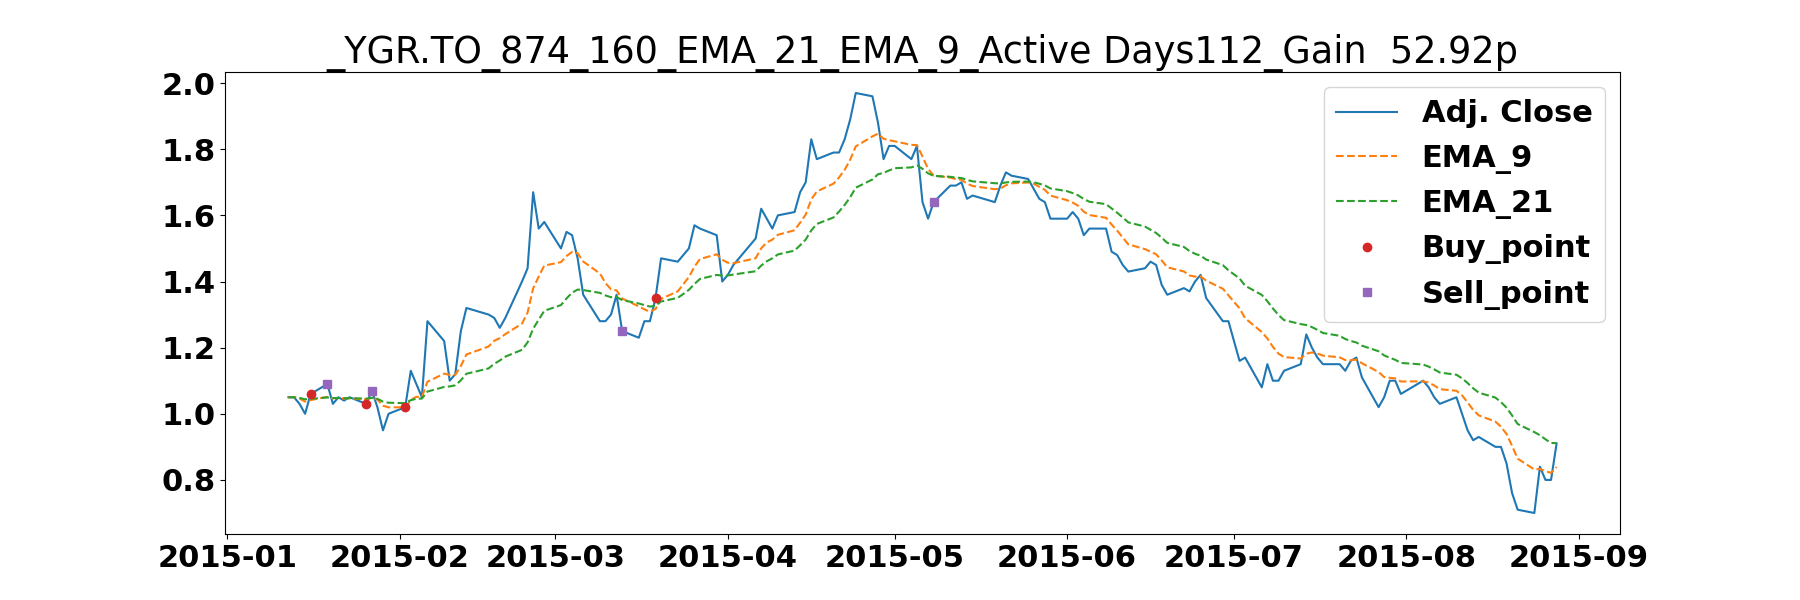 _YGR.TO_874_160_EMA_21_EMA_9_Active Days112_Gain  52.92p
2.0
1.8
1.6
1.4
1.2
1.0
0.8
Adj. Close
EMA_9
EMA_21
Buy_point
Sell_point
2015-01 2015-02 2015-03 2015-04 2015-05 2015-06 2015-07 2015-08 2015-09